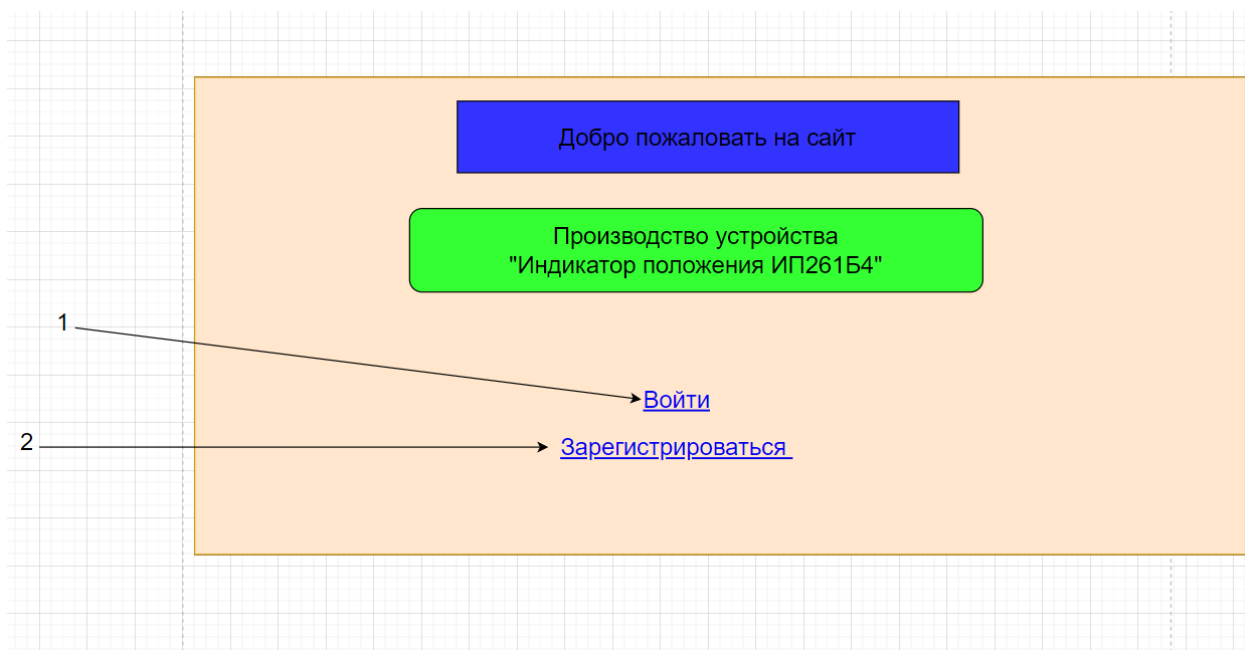 Добро пожаловать на сайт
Производство устройства
"Индикатор положения ИП261Б4"
1
Войти
2
Зарегистрироваться